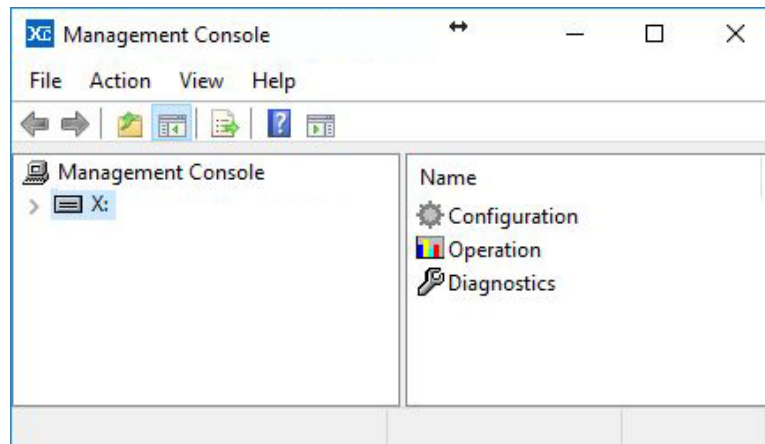 XC Management Console
File Action View Help
Management Console
X:
Name
Configuration
Operation
Diagnostics